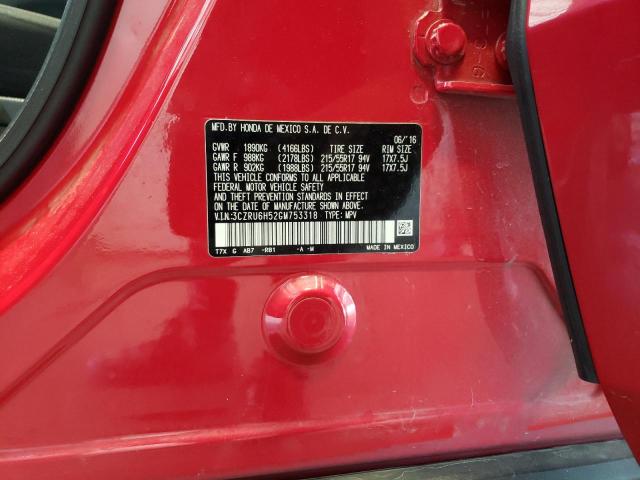 MFD.BY HONDA DE MEXICO S.A. DE C.V.
06/'16
GVWR 1890KG (4166LBS) TIRE SIZE RIM SIZE
GAWR F 988KG (2178LBS) 215/55R17 94V 17X7.5J
GAWR R 902KG (1988LBS) 215/55R17 94V 17X7.5J
THIS VEHICLE CONFORMS TO ALL APPLICABLE
FEDERAL MOTOR VEHICLE SAFETY
AND THEFT PREVENTION STANDARDS IN EFFECT
ON THE DATE OF MANUFACTURE SHOWN ABOVE.
V.I.N:3CZRU6H52GM753318 TYPE: MPV
T7X G AB7 -RB1 -A -M MADE IN MEXICO